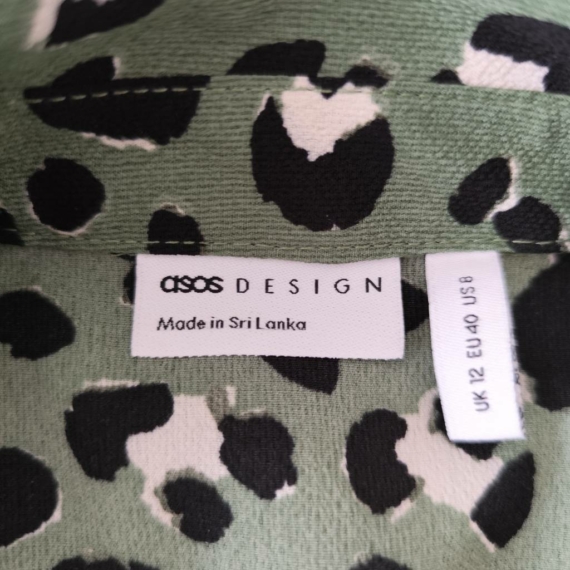 asos DESIGN
Made in Sri Lanka
UK 12 EU 40 US 8